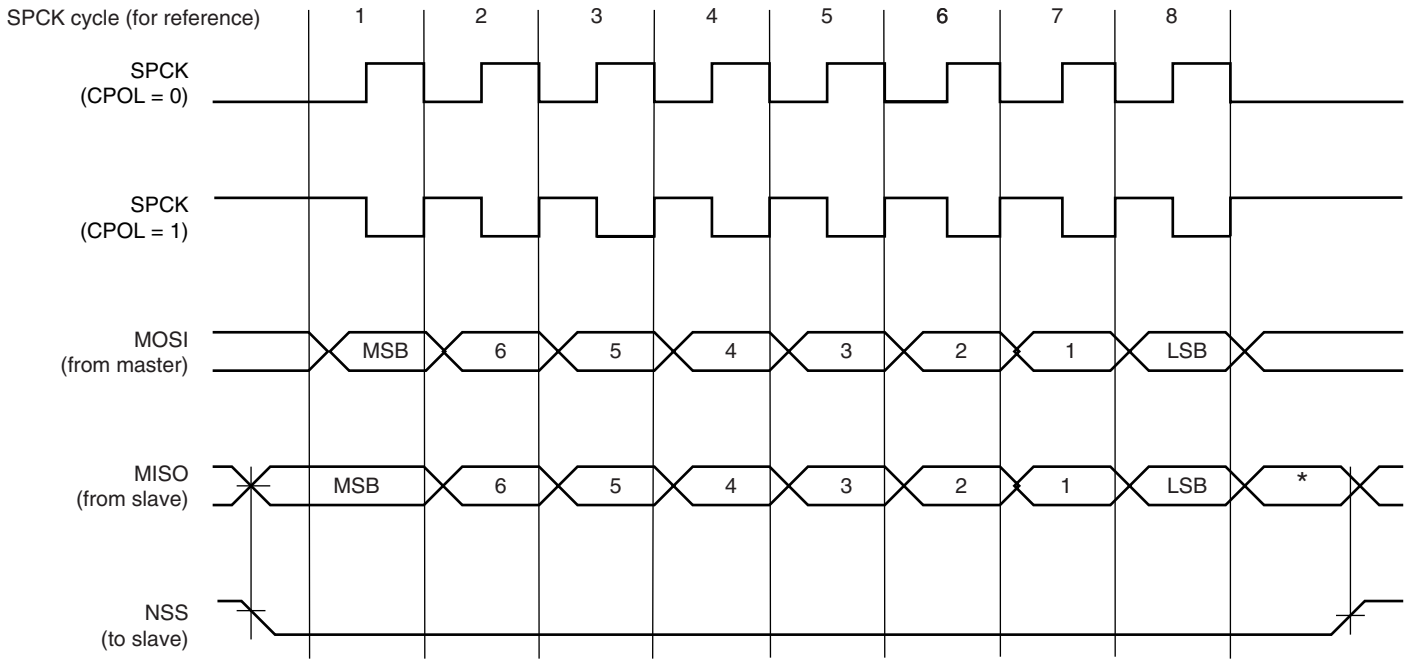 SPCK cycle (for reference) 1 2 3 4 5 6 7 8
SPCK
(CPOL = 0)
SPCK
(CPOL = 1)
MOSI
(from master)
MSB 6 5 4 3 2 1 LSB
MISO
(from slave)
MSB 6 5 4 3 2 1 LSB *
NSS
(to slave)